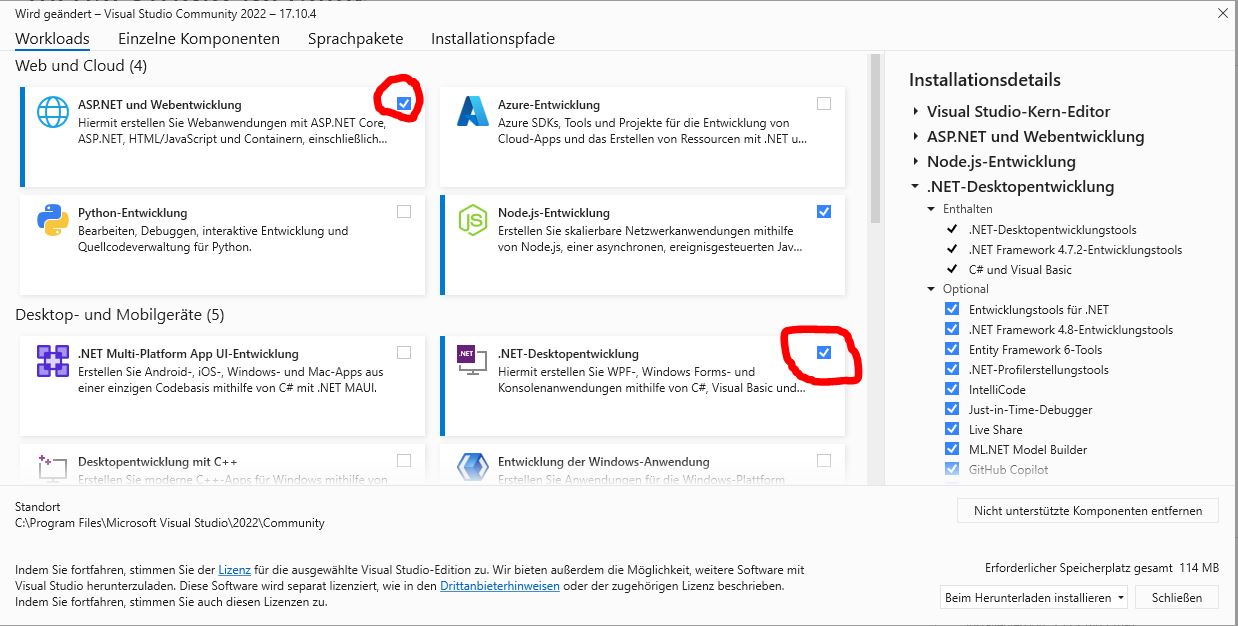 Wird geändert – Visual Studio Community 2022 – 17.10.4
Workloads
Einzelne Komponenten
Sprachpakete
Installationspfade
Web und Cloud (4)
ASP.NET und Webentwicklung
Hiermit erstellen Sie Webanwendungen mit ASP.NET Core,
ASP.NET, HTML/JavaScript und Containern, einschließlich...
Azure-Entwicklung
Azure SDKs, Tools und Projekte für die Entwicklung von
Cloud-Apps und das Erstellen von Ressourcen mit .NET u...
Python-Entwicklung
Bearbeiten, Debuggen, interaktive Entwicklung und
Quellcodeverwaltung für Python.
JS
Node.js-Entwicklung
Erstellen Sie skalierbare Netzwerkanwendungen mithilfe
von Node.js, einer asynchronen, ereignisgesteuerten Jav...
Desktop- und Mobilgeräte (5)
.NET Multi-Platform App UI-Entwicklung
Erstellen Sie Android-, iOS-, Windows- und Mac-Apps aus
einer einzigen Codebasis mithilfe von C# mit .NET MAUI.
.NET
.NET-Desktopentwicklung
Hiermit erstellen Sie WPF-, Windows Forms- und
Konsolenanwendungen mithilfe von C#, Visual Basic und...
Desktopentwicklung mit C++
Erstellen Sie moderne C++-Apps für Windows mithilfe von
Entwicklung der Windows-Anwendung
Erstellen Sie Anwendungen für die Windows-Plattform
Installationsdetails
Visual Studio-Kern-Editor
ASP.NET und Webentwicklung
Node.js-Entwicklung
.NET-Desktopentwicklung
Enthalten
.NET-Desktopentwicklungstools
.NET Framework 4.7.2-Entwicklungstools
C# und Visual Basic
Optional
Entwicklungstools für .NET
.NET Framework 4.8-Entwicklungstools
Entity Framework 6-Tools
.NET-Profilerstellungstools
IntelliCode
Just-in-Time-Debugger
Live Share
ML.NET Model Builder
GitHub Copilot
Standort
C:\Program Files\Microsoft Visual Studio\2022\Community
Nicht unterstützte Komponenten entfernen
Indem Sie fortfahren, stimmen Sie der Lizenz für die ausgewählte Visual Studio-Edition zu. Wir bieten außerdem die Möglichkeit, weitere Software mit
Visual Studio herunterzuladen. Diese Software wird separat lizenziert, wie in den Drittanbieterhinweisen oder der zugehörigen Lizenz beschrieben.
Indem Sie fortfahren, stimmen Sie auch diesen Lizenzen zu.
Erforderlicher Speicherplatz gesamt 114 MB
Beim Herunterladen installieren
Schließen